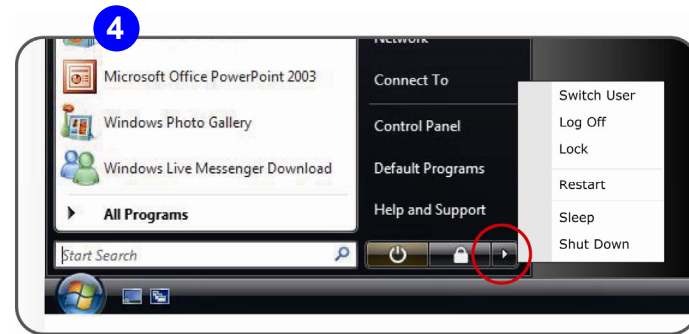 4
Network
Microsoft Office PowerPoint 2003
Connect To
Switch User
Windows Photo Gallery
Control Panel
Log Off
Lock
Windows Live Messenger Download
Default Programs
Restart
All Programs
Help and Support
Sleep
Start Search
Shut Down